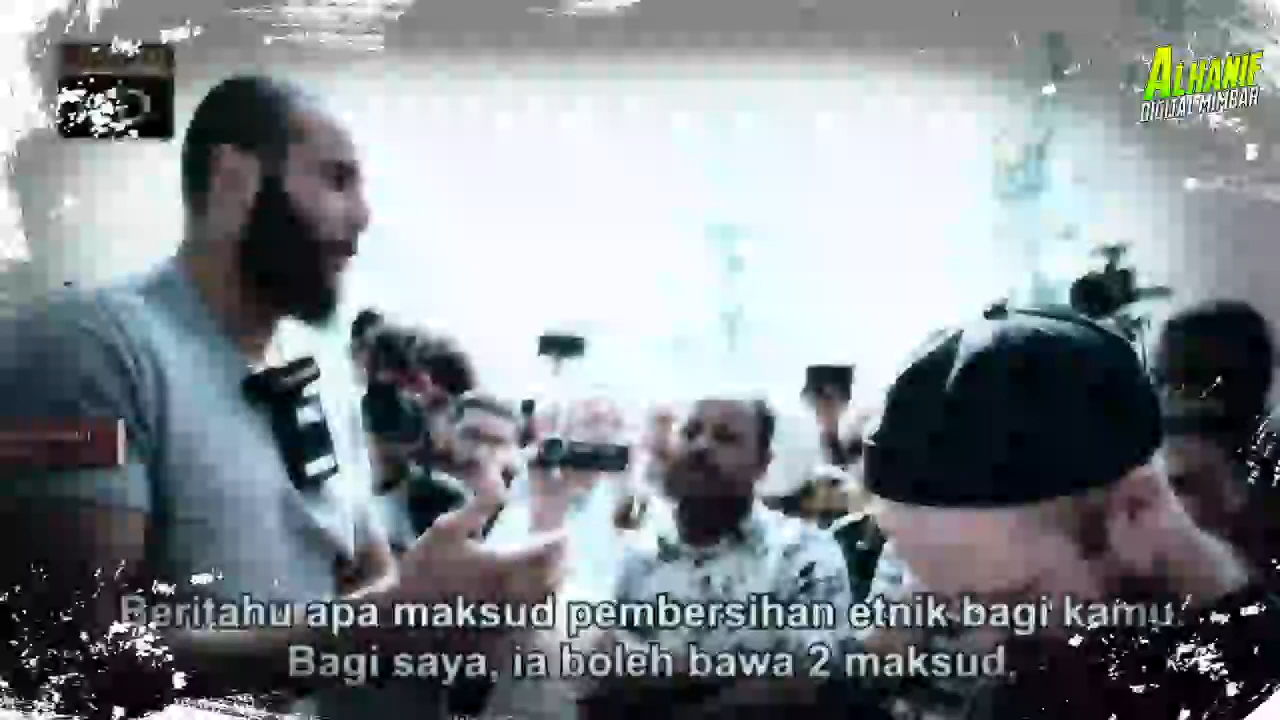 ALHANIF
DIGITAL MIMBAR
Beritahu apa maksud pembersihan etnik bagi kamu.
Bagi saya, ia boleh bawa 2 maksud,